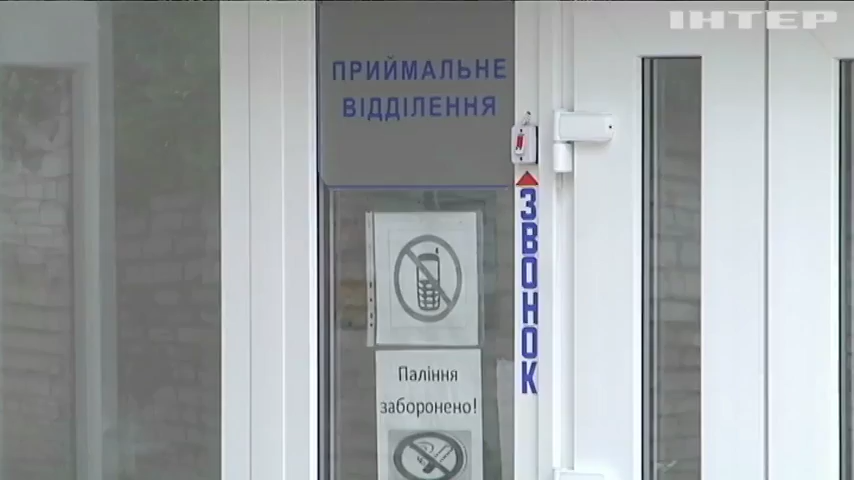 ІНТЕР
ПРИЙМАЛЬНЕ
ВІДДІЛЕННЯ
ЗВОНОК
Паління
заборонено!